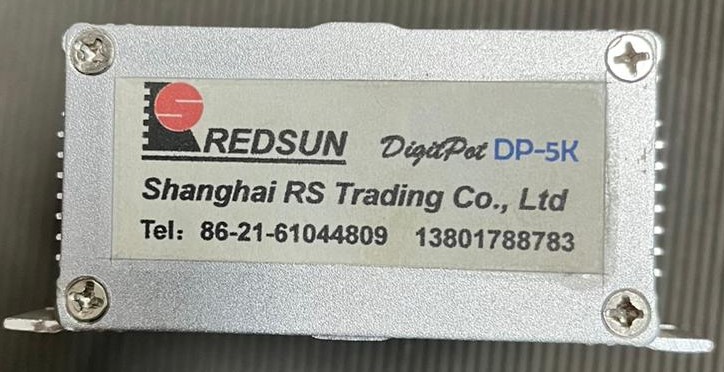 REDSUN DigitPot DP-5K
Shanghai RS Trading Co., Ltd
Tel: 86-21-61044809 13801788783